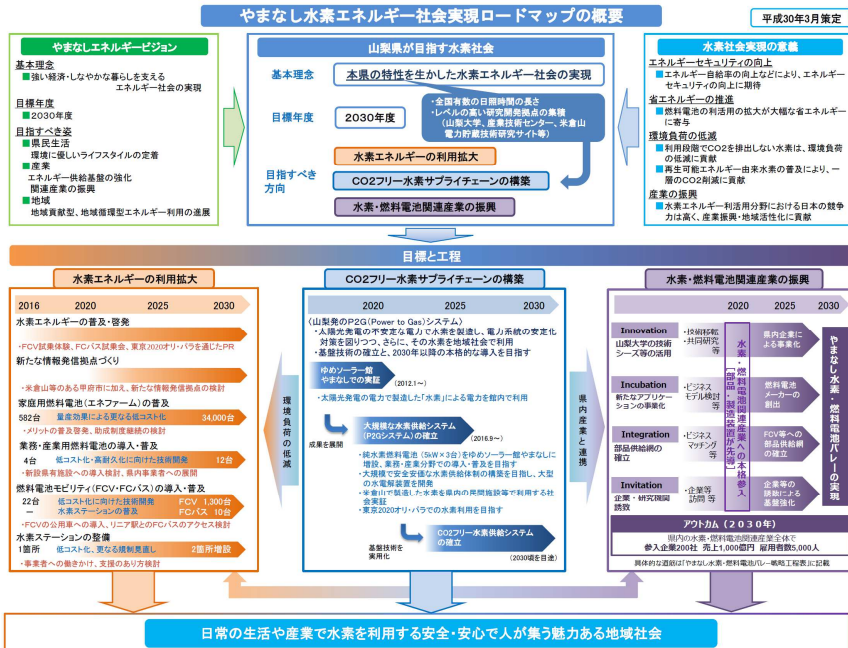 やまなし水素エネルギー社会実現ロードマップの概要
平成30年3月策定
やまなしエネルギービジョン
基本理念
■強い経済・しなやかな暮らしを支える
エネルギー社会の実現
目標年度
■2030年度
目指すべき姿
■県民生活
環境に優しいライフスタイルの定着
■産業
エネルギー供給基盤の強化
関連産業の振興
■地域
地域貢献型、地域循環型エネルギー利用の進展
山梨県が目指す水素社会
基本理念
本県の特性を生かした水素エネルギー社会の実現
目標年度
2030年度
・全国有数の日照時間の長さ
・レベルの高い研究開発拠点の集積
(山梨大学、産業技術センター、米倉山
電力貯蔵技術研究サイト等)
目指すべき
方向
水素エネルギーの利用拡大
CO2フリー水素サプライチェーンの構築
水素・燃料電池関連産業の振興
水素社会実現の意義
エネルギーセキュリティの向上
■エネルギー自給率の向上などにより、エネルギー
セキュリティの向上に期待
省エネルギーの推進
■燃料電池の利活用の拡大が大幅な省エネルギー
に寄与
環境負荷の低減
■利用段階でCO2を排出しない水素は、環境負荷
の低減に貢献
■再生可能エネルギー由来水素の普及により、一
層のCO2削減に貢献
産業の振興
■水素エネルギー利活用分野における日本の競争
力は高く、産業振興・地域活性化に貢献
目標と工程
水素エネルギーの利用拡大
2016 2020 2025 2030
水素エネルギーの普及・啓発
・FCV試乗体験、FCバス試乗会、東京2020オリ・パラを通じたPR
新たな情報発信拠点づくり
・米倉山等のある甲府市に加え、新たな情報発信拠点の検討
家庭用燃料電池(エネファーム)の普及
582台 量産効果による更なる低コスト化 34,000台
・メリットの普及啓発、助成制度継続の検討
業務・産業用燃料電池の導入・普及
4台 低コスト化・高耐久化に向けた技術開発 12台
・新設県有施設への導入検討、県内事業者への展開
燃料電池モビリティ(FCV・FCバス)の導入・普及
22台 低コスト化に向けた技術開発 FCV 1,300台
ー 水素ステーションの普及 FCバス 10台
・FCVの公用車への導入、リニア駅とのFCバスのアクセス検討
水素ステーションの整備
1箇所 低コスト化、更なる規制見直し 2箇所増設
・事業者への働きかけ、支援のあり方検討
環境負荷の低減
CO2フリー水素サプライチェーンの構築
2020 2025 2030
(山梨発のP2G(Power to Gas)システム)
・太陽光発電の不安定な電力で水素を製造し、電力系統の安定化
対策を図りつつ、さらに、その水素を地域社会で利用
・基盤技術の確立と、2030年以降の本格的な導入を目指す
ゆめソーラー館
やまなしでの実証
(2012.1~)
・太陽光発電の電力で製造した「水素」による電力を館内で利用
大規模な水素供給システム
(P2Gシステム)の確立
(2016.9~)
成果を展開
・純水素燃料電池(5kW×3台)をゆめソーラー館やまなしに
増設、業務・産業分野での導入・普及を目指す
・大規模で安全安価な水素供給体制の構築を目指し、大型
の水電解装置を開発
・米倉山で製造した水素を県内の居間施設等で利用する社
会実証
・東京2020オリ・パラでの水素利用を目指す
CO2フリー水素供給システム
の確立
基盤技術を
実用化
(2030頃を目途)
県内産業と連携
水素・燃料電池関連産業の振興
2020 2025 2030
Innovation
山梨大学の技術
シーズ等の活用
・技術移転
・共同研究
等
県内企業に
よる事業化
Incubation
新たなアプリ
ケーションの事業化
・ビジネス
モデル検討
等
燃料電池
メーカーの
創出
Integration
部品供給網の
確立
・ビジネス
マッチング
等
FCV等への
部品供給網
の確立
Invitation
企業・研究機関
誘致
・企業等
訪問 等
企業等の
誘致による
基盤強化
水素・燃料電池関連産業への本格参入
[部品・製造装置が先導]
やまなし水素・燃料電池バレーの実現
アウトカム(2030年)
県内の水素・燃料電池関連産業全体で
参入企業200社 売上1,000億円 雇用者数5,000人
具体的な道筋は「やまなし水素・燃料電池バレー戦略工程表」に記載
日常の生活や産業で水素を利用する安全・安心で人が集う魅力ある地域社会